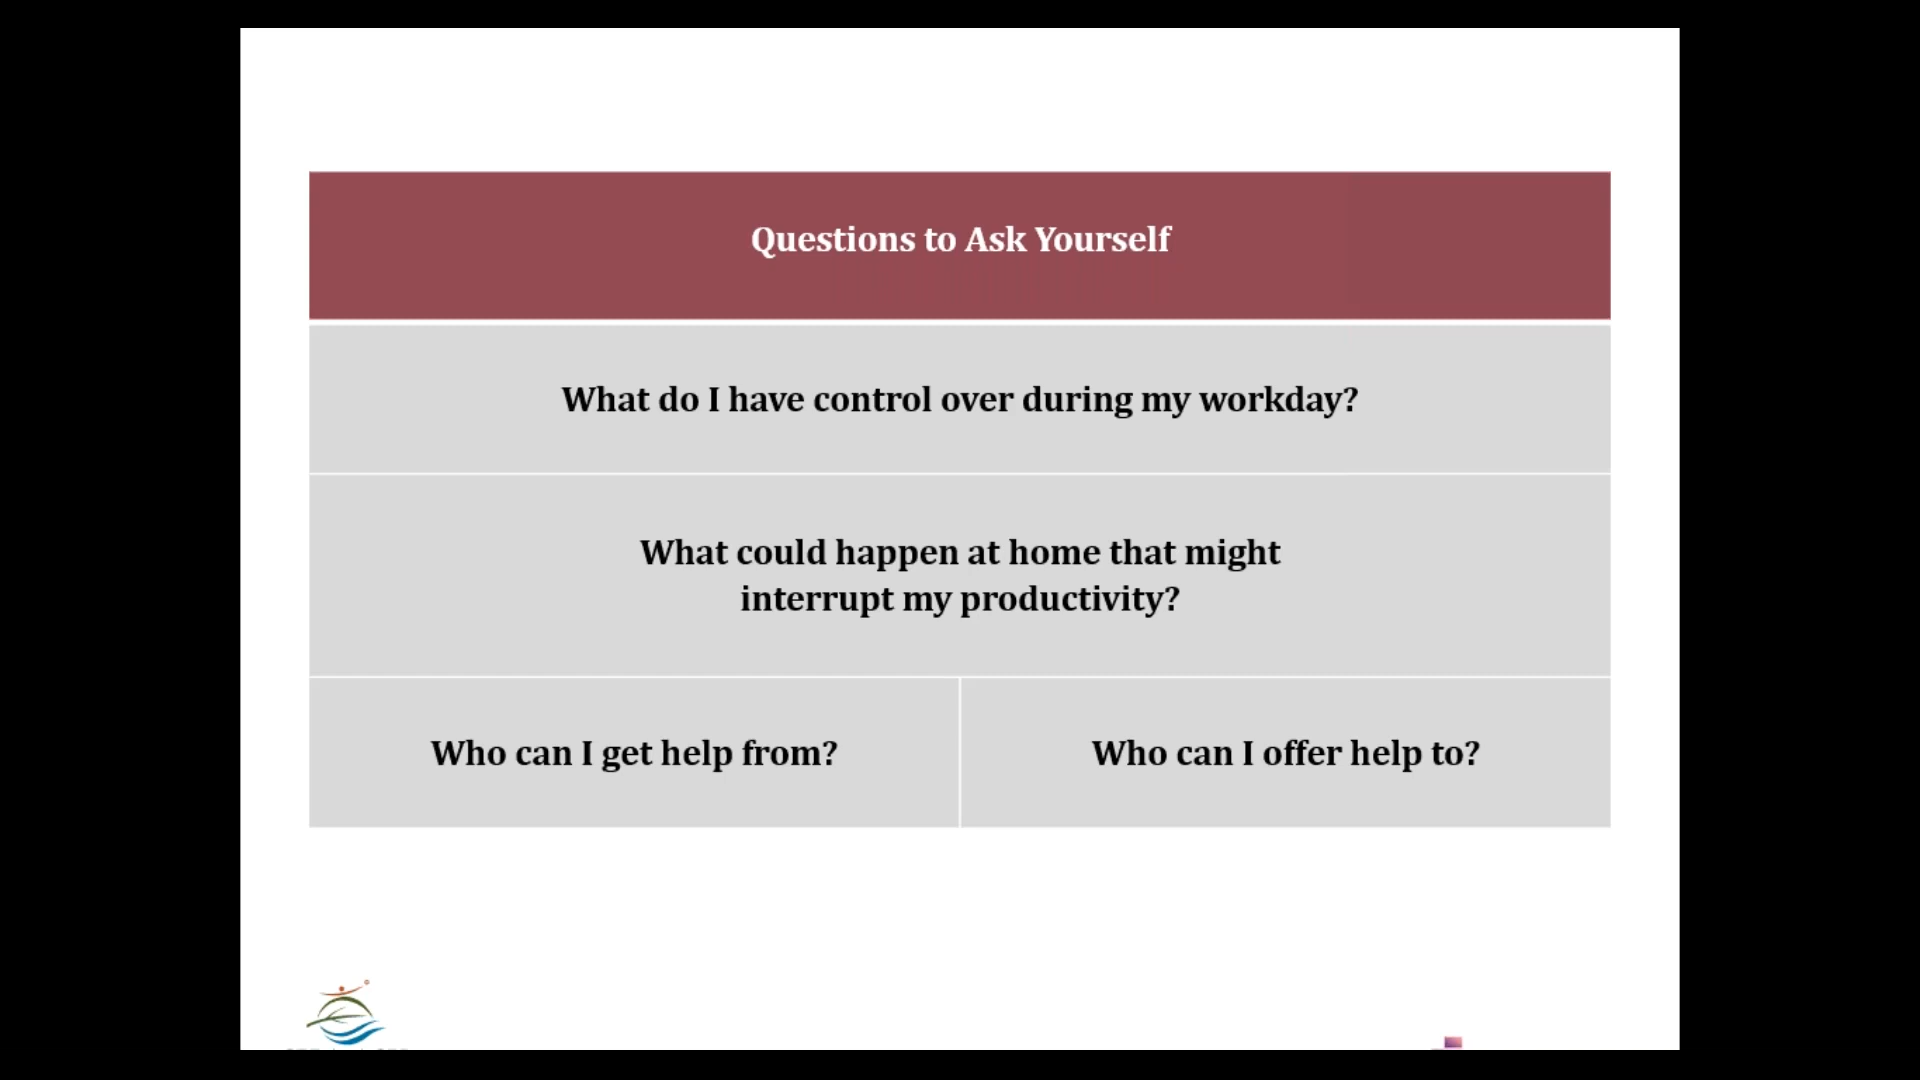 Questions to Ask Yourself
What do I have control over during my workday?
What could happen at home that might
interrupt my productivity?
Who can I get help from?
Who can I offer help to?